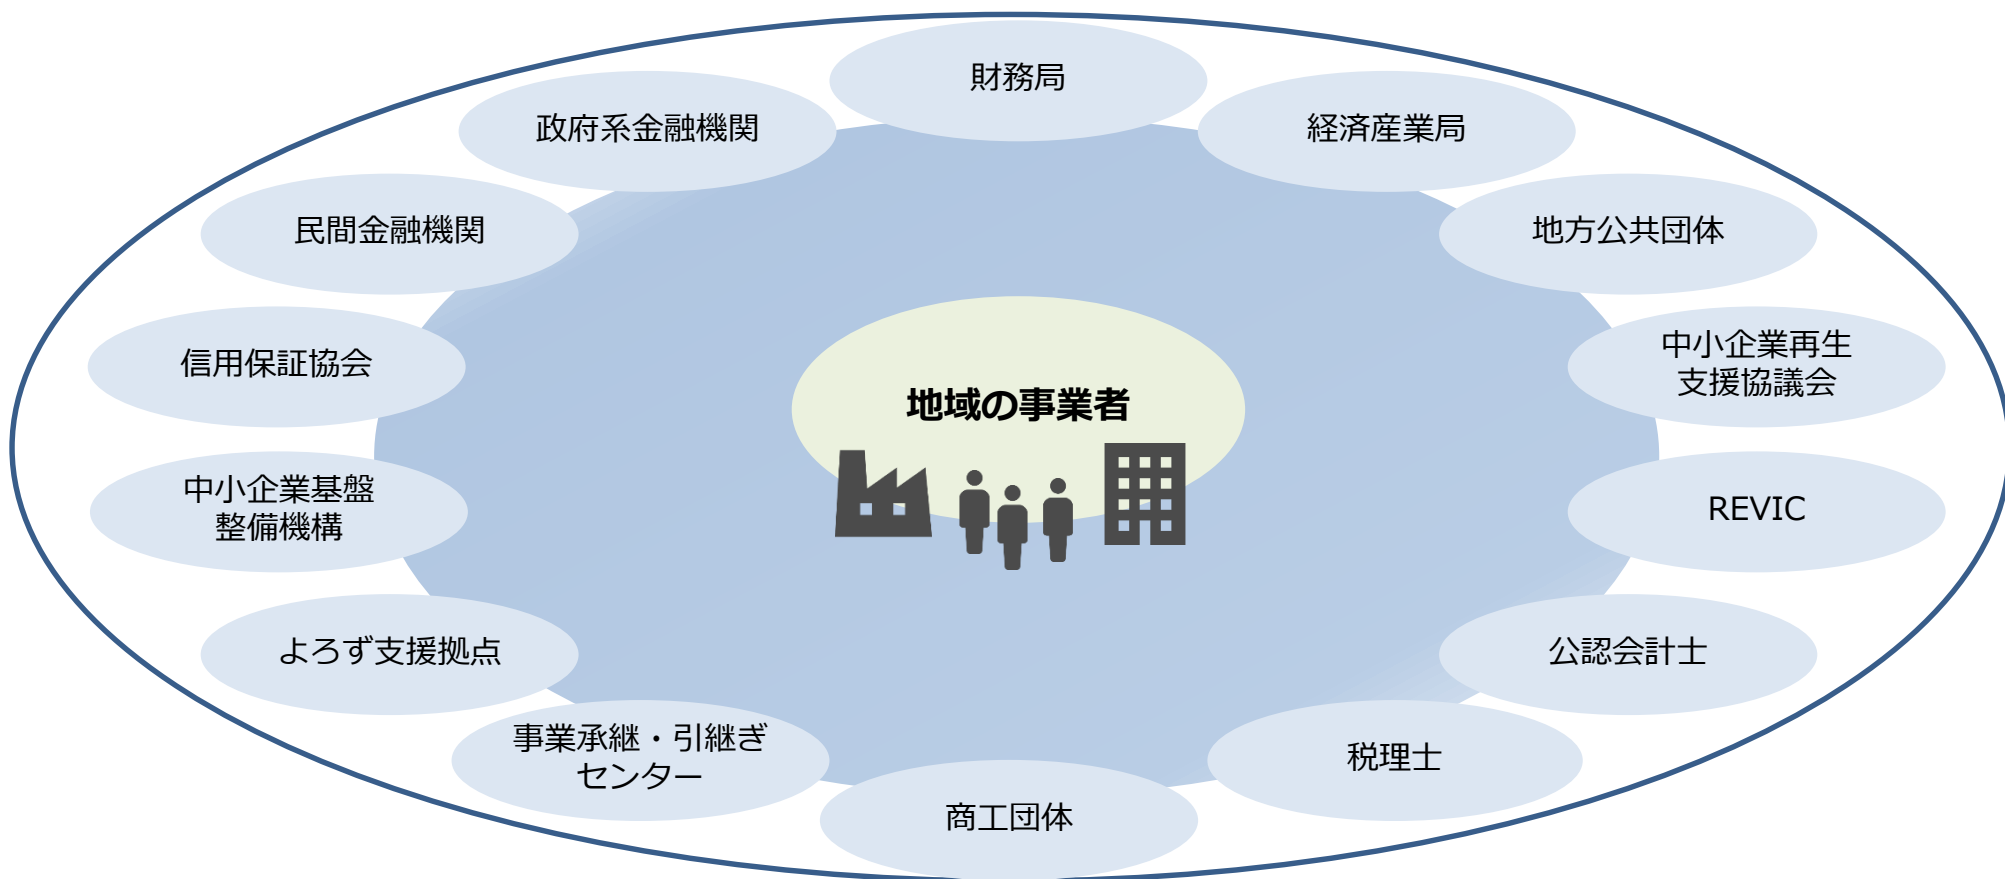 財務局
政府系金融機関
経済産業局
民間金融機関
地方公共団体
信用保証協会
中小企業再生
支援協議会
地域の事業者
中小企業基盤
整備機構
REVIC
よろず支援拠点
公認会計士
事業承継・引継ぎ
センター
税理士
商工団体